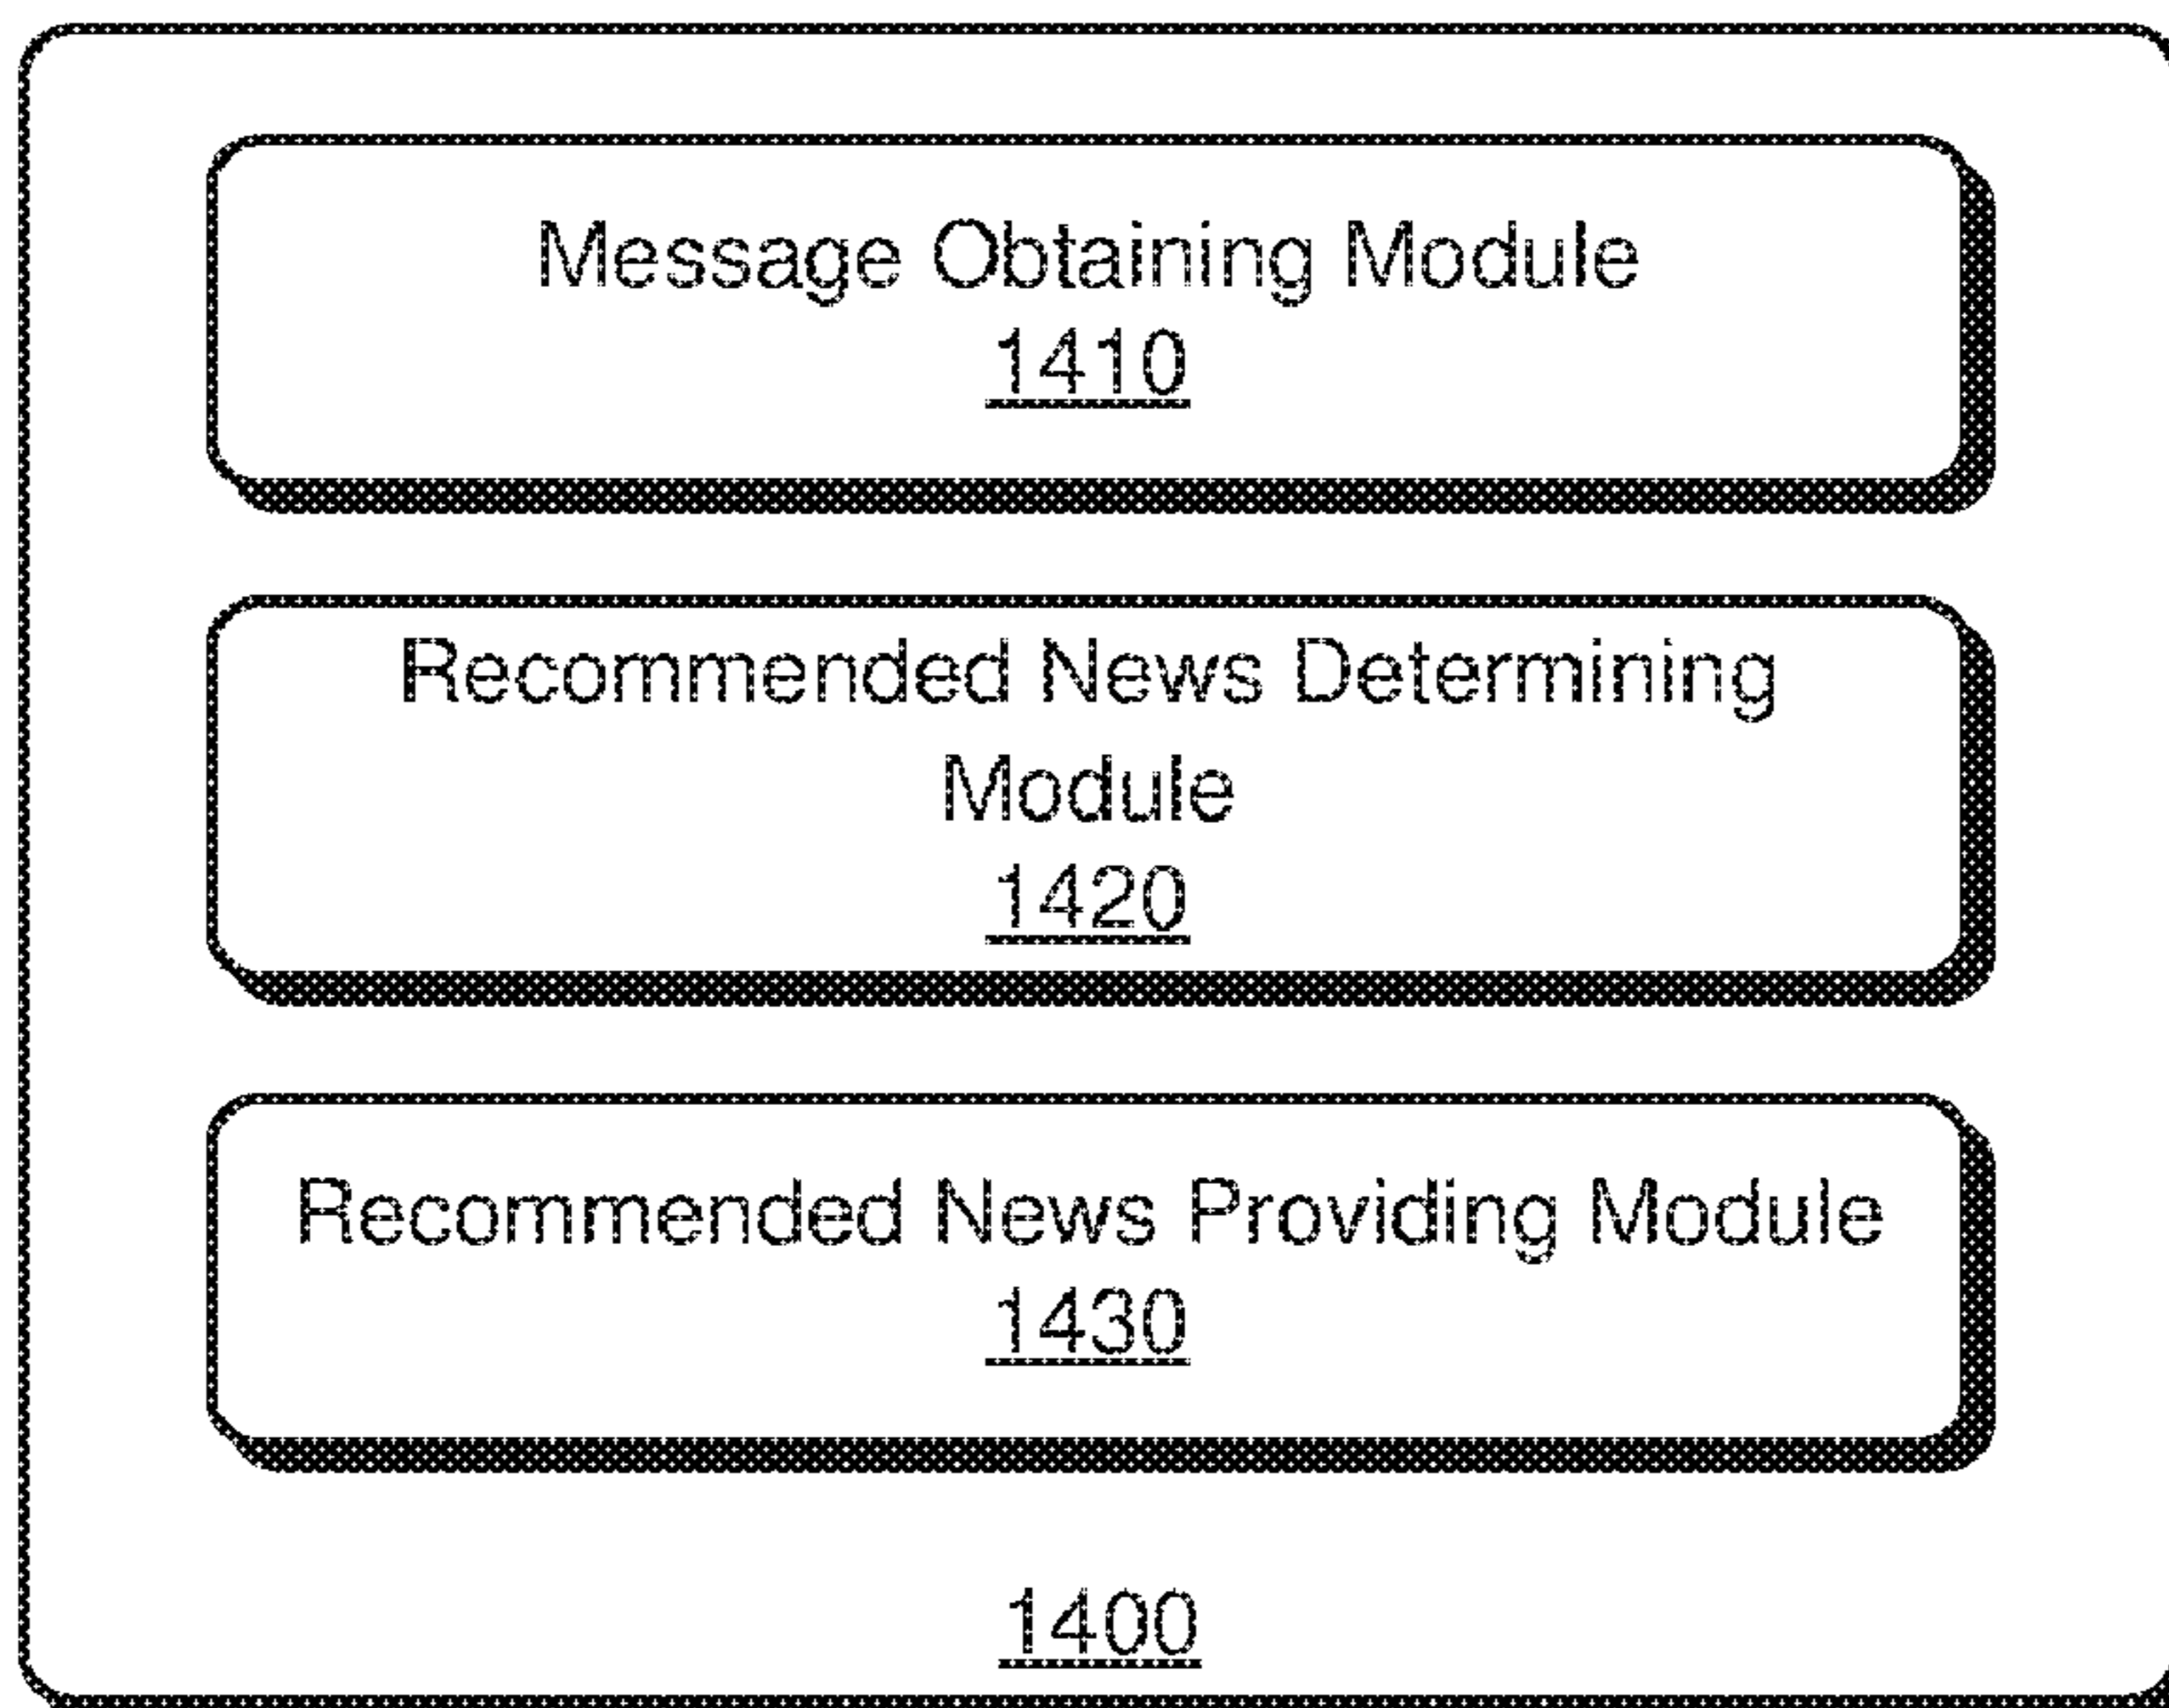 Message Obtaining Module
1410
Recommended News Determining
Module
1420
Recommended News Providing Module
1430
1400